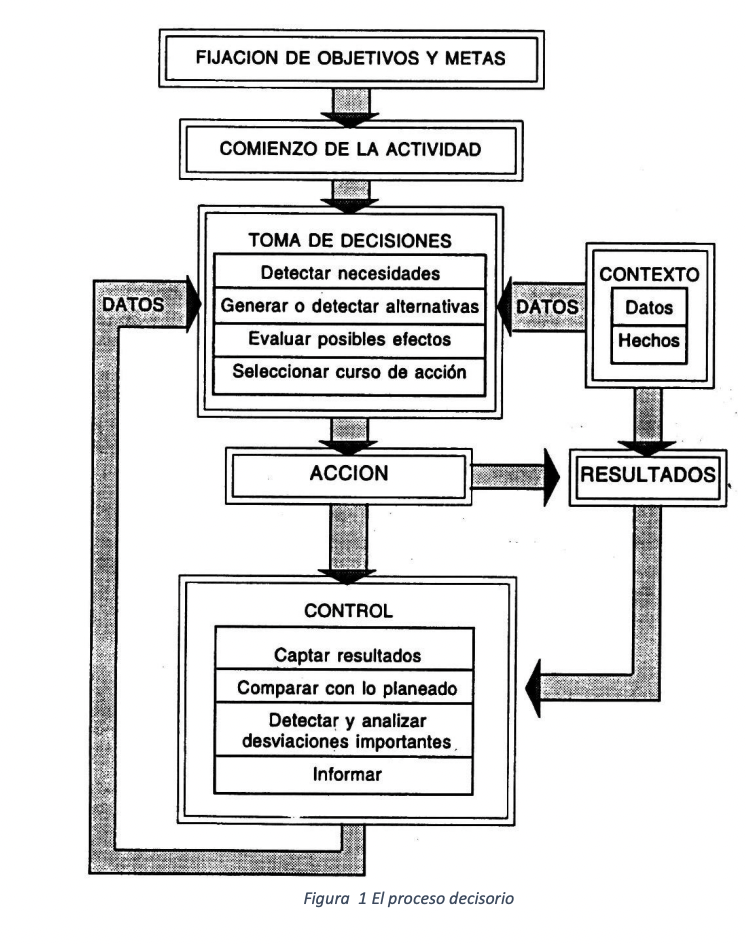 FIJACION DE OBJETIVOS Y METAS
COMIENZO DE LA ACTIVIDAD
TOMA DE DECISIONES
Detectar necesidades
Generar o detectar alternativas
Evaluar posibles efectos
Seleccionar curso de acción
DATOS
DATOS
CONTEXTO
Datos
Hechos
ACCION
RESULTADOS
CONTROL
Captar resultados
Comparar con lo planeado
Detectar y analizar
desviaciones importantes
Informar
Figura 1 El proceso decisorio